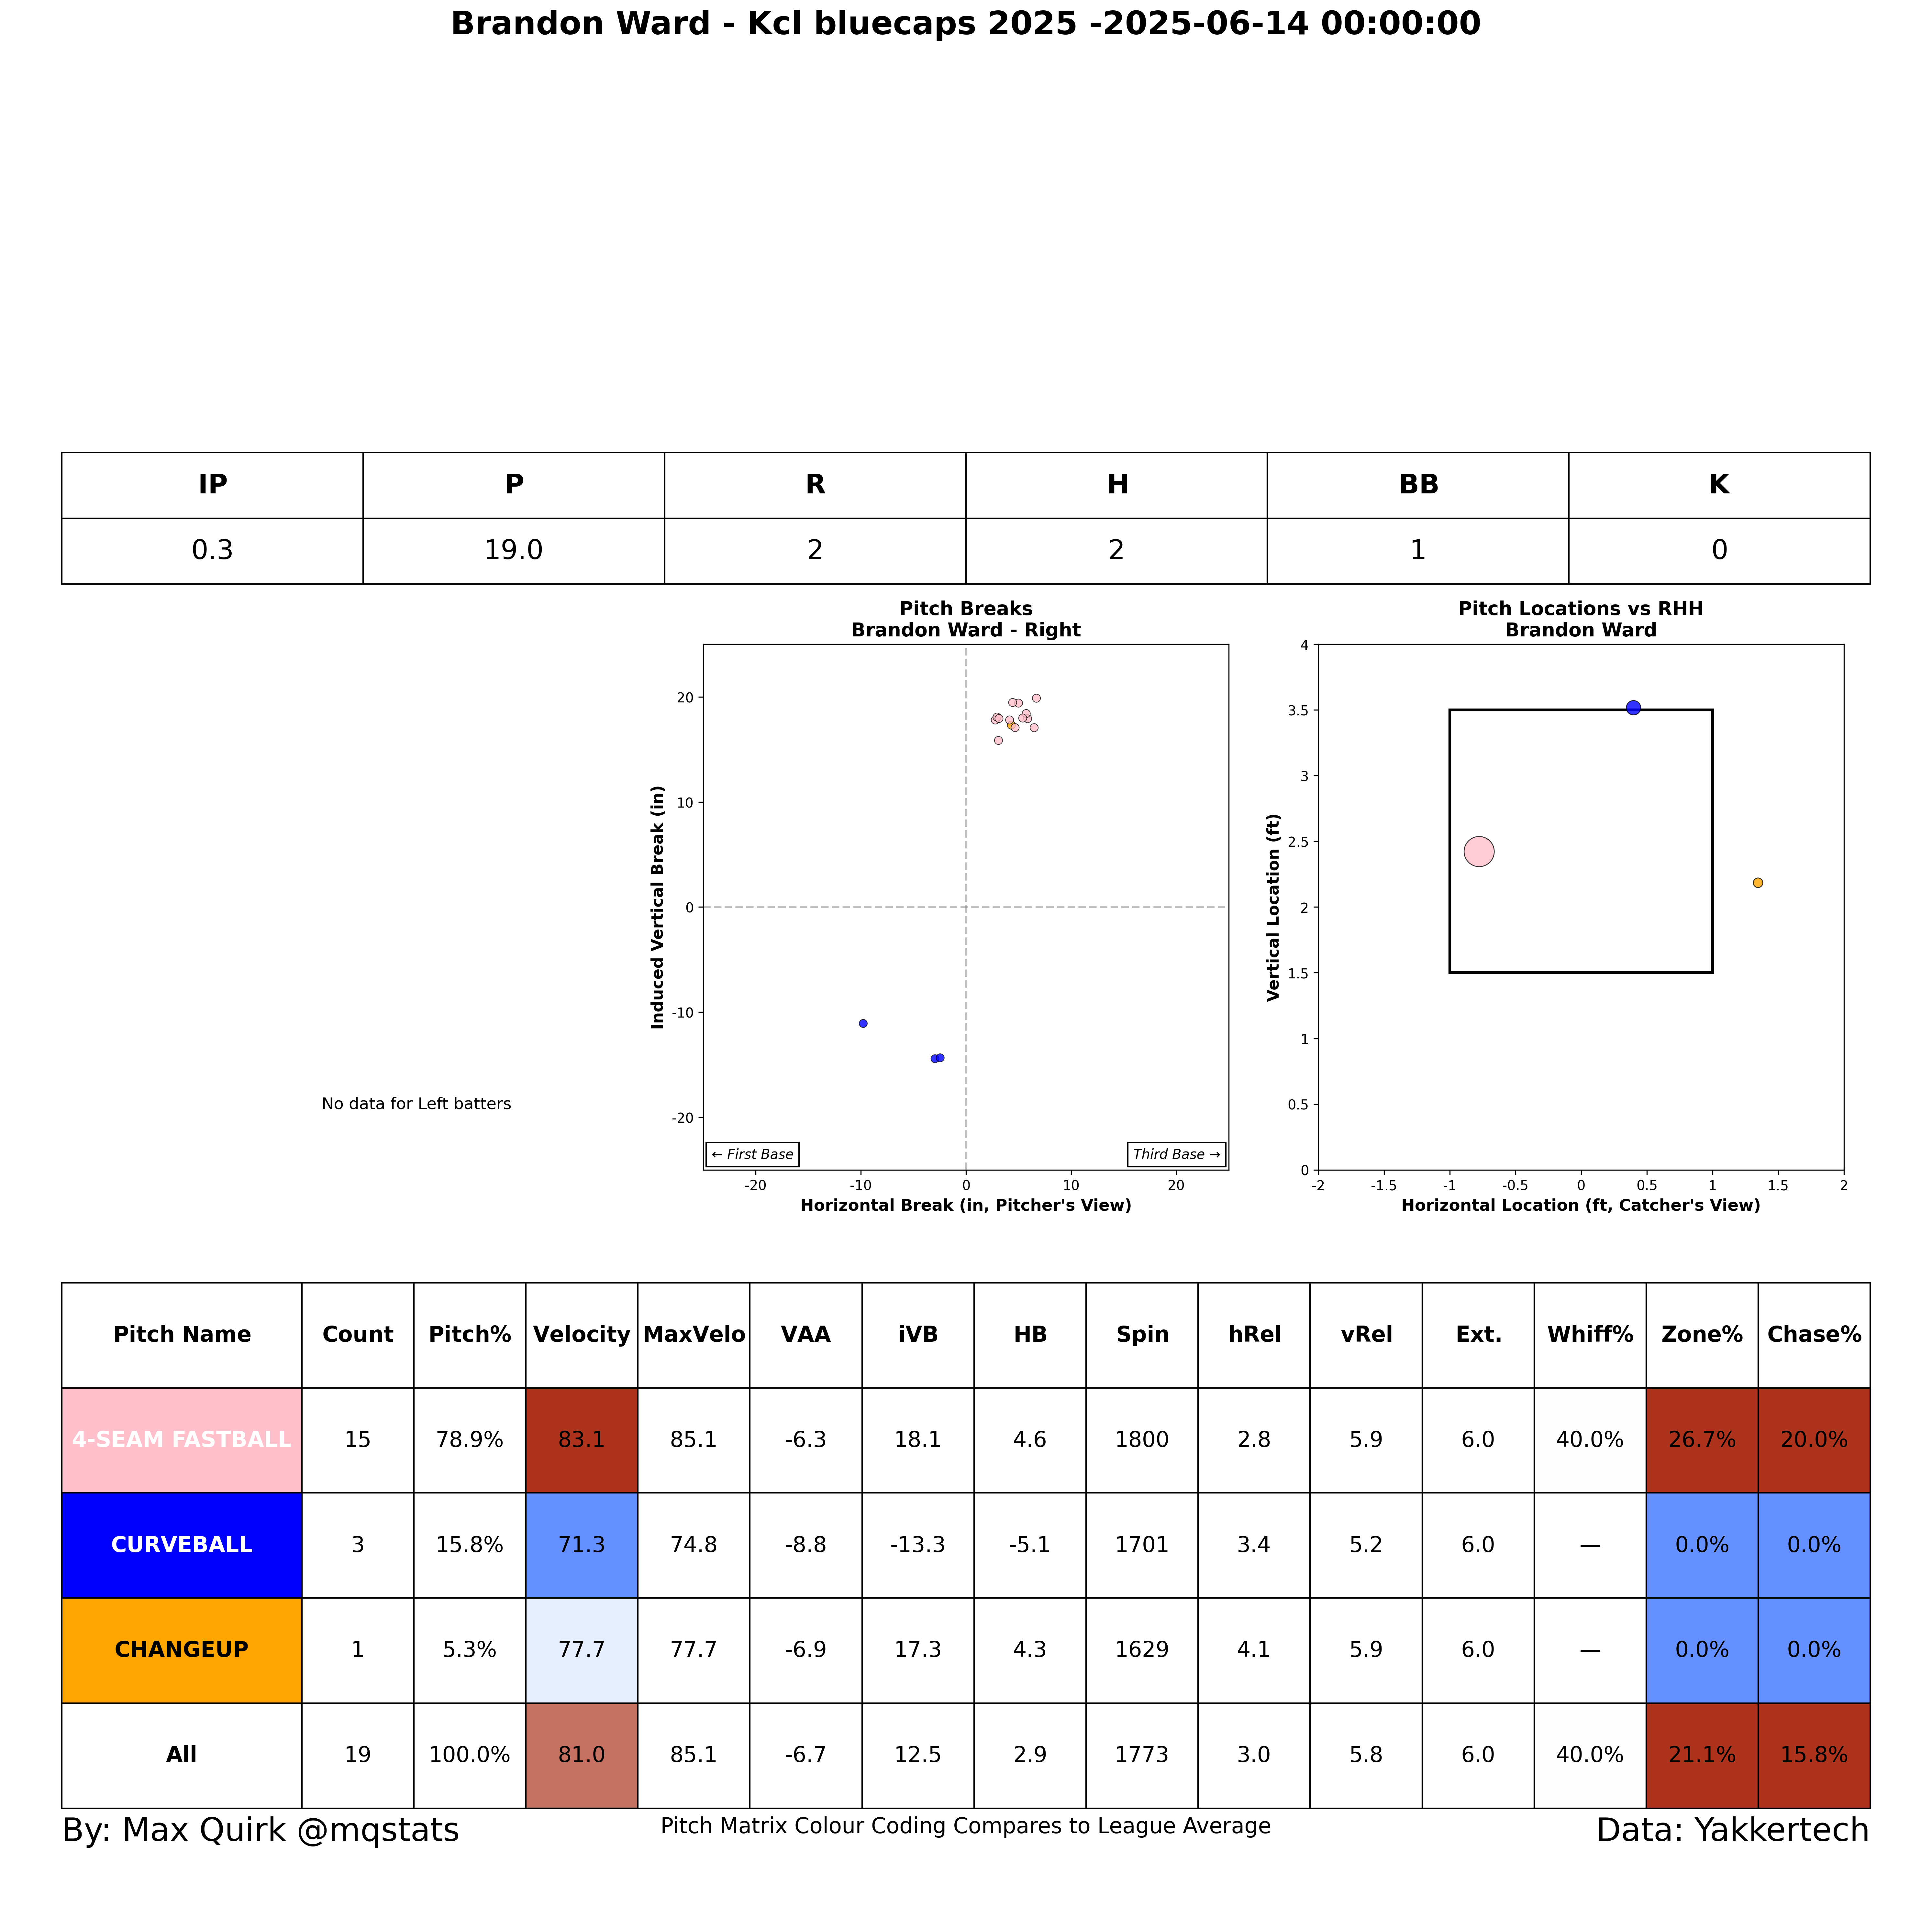 Brandon Ward - Kcl bluecaps 2025 -2025-06-14 00:00:00
IP P R H BB K
0.3 19.0 2 2 1 0
No data for Left batters
Pitch Breaks
Brandon Ward - Right
20
10
0
-10
-20
Induced Vertical Break (in)
← First Base
Third Base →
-20 -10 0 10 20
Horizontal Break (in, Pitcher's View)
Pitch Locations vs RHH
Brandon Ward
4
3.5
3
2.5
2
1.5
1
0.5
0
Vertical Location (ft)
-2 -1.5 -1 -0.5 0 0.5 1 1.5 2
Horizontal Location (ft, Catcher's View)
Pitch Name Count Pitch% Velocity MaxVelo VAA iVB HB Spin hRel vRel Ext. Whiff% Zone% Chase%
4-SEAM FASTBALL 15 78.9% 83.1 85.1 -6.3 18.1 4.6 1800 2.8 5.9 6.0 40.0% 26.7% 20.0%
CURVEBALL 3 15.8% 71.3 74.8 -8.8 -13.3 -5.1 1701 3.4 5.2 6.0 — 0.0% 0.0%
CHANGEUP 1 5.3% 77.7 77.7 -6.9 17.3 4.3 1629 4.1 5.9 6.0 — 0.0% 0.0%
All 19 100.0% 81.0 85.1 -6.7 12.5 2.9 1773 3.0 5.8 6.0 40.0% 21.1% 15.8%
By: Max Quirk @mqstats
Pitch Matrix Colour Coding Compares to League Average
Data: Yakkertech